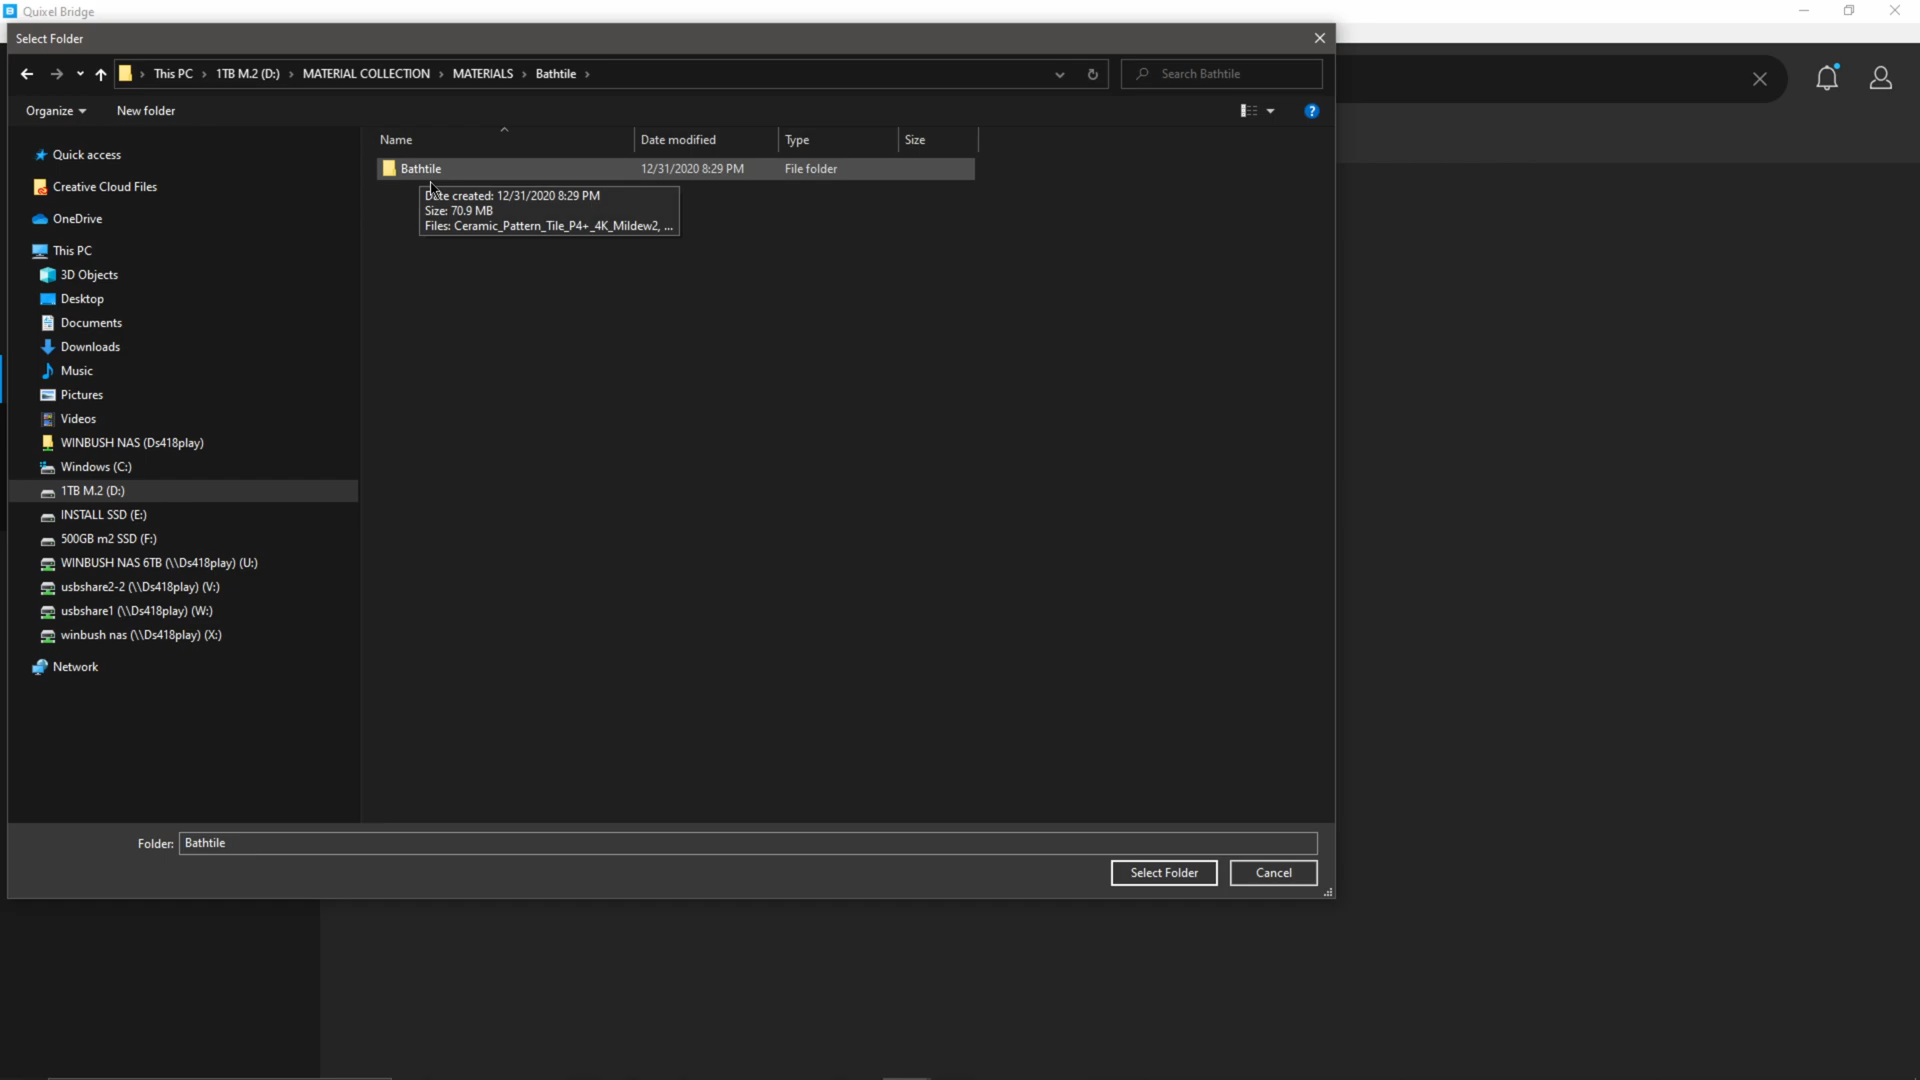 Quixel Bridge
Select Folder
This PC › 1TB M.2 (D:) › MATERIAL COLLECTION › MATERIALS › Bathtile ›
Search Bathtile
Organize
New folder
Name
Date modified
Type
Size
Bathtile
12/31/2020 8:29 PM
File folder
Date created: 12/31/2020 8:29 PM
Size: 70.9 MB
Files: Ceramic_Pattern_Tile_P4+_4K_Mildew2, ...
Quick access
Creative Cloud Files
OneDrive
This PC
3D Objects
Desktop
Documents
Downloads
Music
Pictures
Videos
WINBUSH NAS (Ds418play)
Windows (C:)
1TB M.2 (D:)
INSTALL SSD (E:)
500GB m2 SSD (F:)
WINBUSH NAS 6TB (\\Ds418play) (U:)
usbshare2-2 (\\Ds418play) (V:)
usbshare1 (\\Ds418play) (W:)
winbush nas (\\Ds418play) (X:)
Network
Folder: Bathtile
Select Folder
Cancel